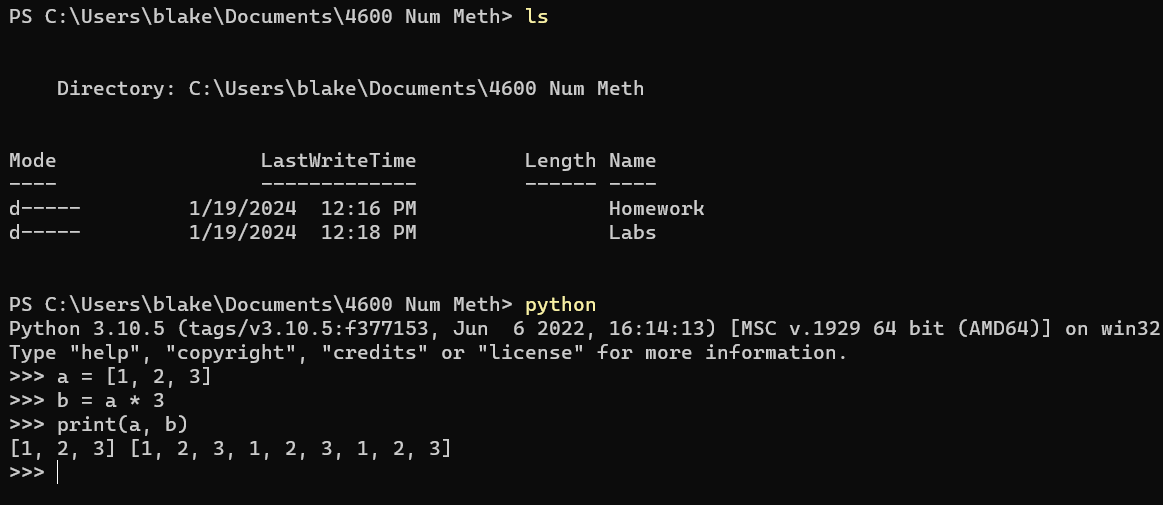 PS C:\Users\blake\Documents\4600 Num Meth> ls
Directory: C:\Users\blake\Documents\4600 Num Meth
Mode                 LastWriteTime         Length Name
----                 -------------         ------ ----
d-----         1/19/2024  12:16 PM                Homework
d-----         1/19/2024  12:18 PM                Labs
PS C:\Users\blake\Documents\4600 Num Meth> python
Python 3.10.5 (tags/v3.10.5:f377153, Jun  6 2022, 16:14:13) [MSC v.1929 64 bit (AMD64)] on win32
Type "help", "copyright", "credits" or "license" for more information.
>>> a = [1, 2, 3]
>>> b = a * 3
>>> print(a, b)
[1, 2, 3] [1, 2, 3, 1, 2, 3, 1, 2, 3]
>>>